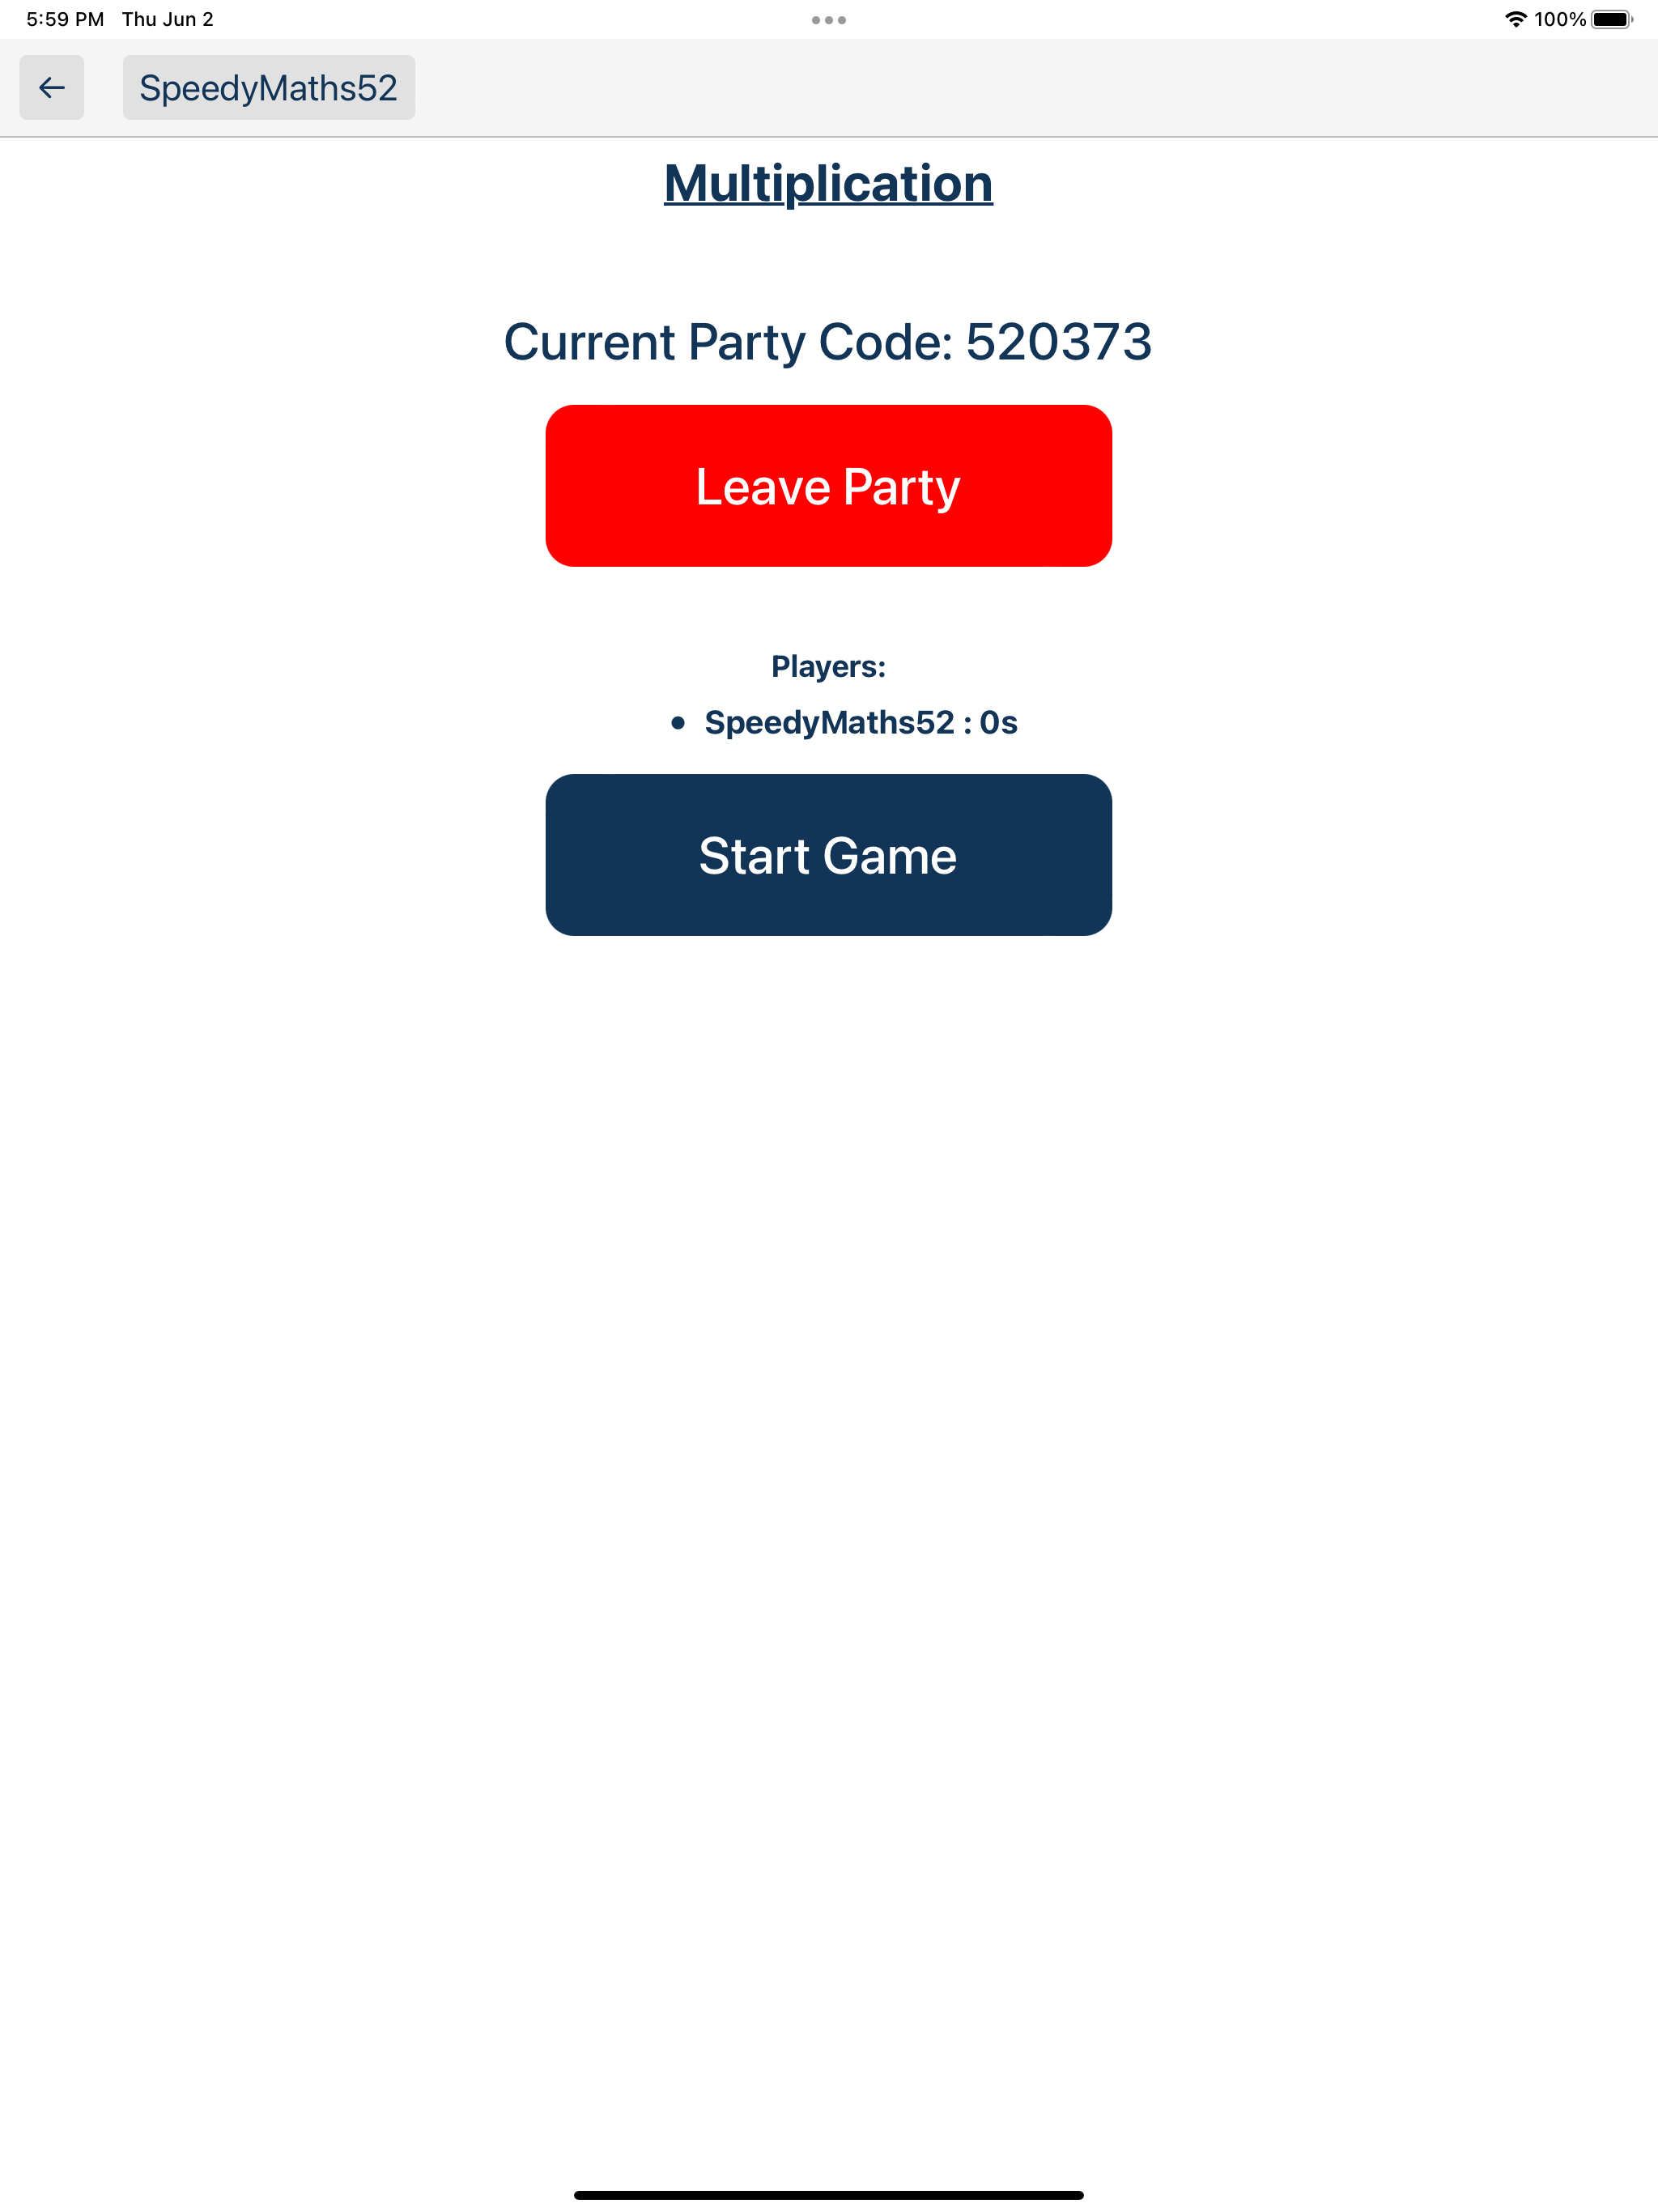 5:59 PM Thu Jun 2 100%
SpeedyMaths52
Multiplication
Current Party Code: 520373
Leave Party
Players:
• SpeedyMaths52 : 0s
Start Game